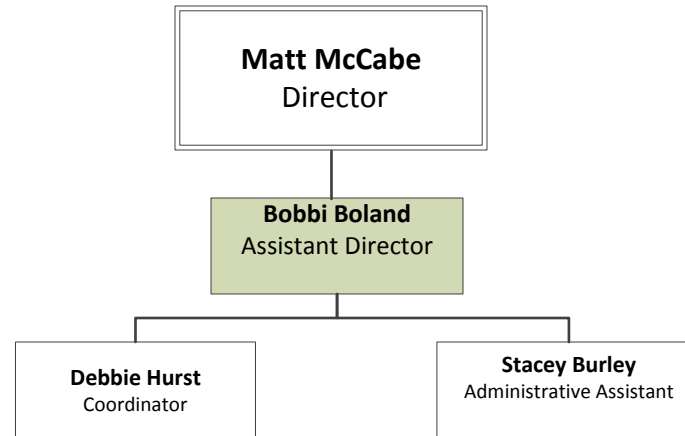 Matt McCabe
Director
Bobbi Boland
Assistant Director
Debbie Hurst
Coordinator
Stacey Burley
Administrative Assistant